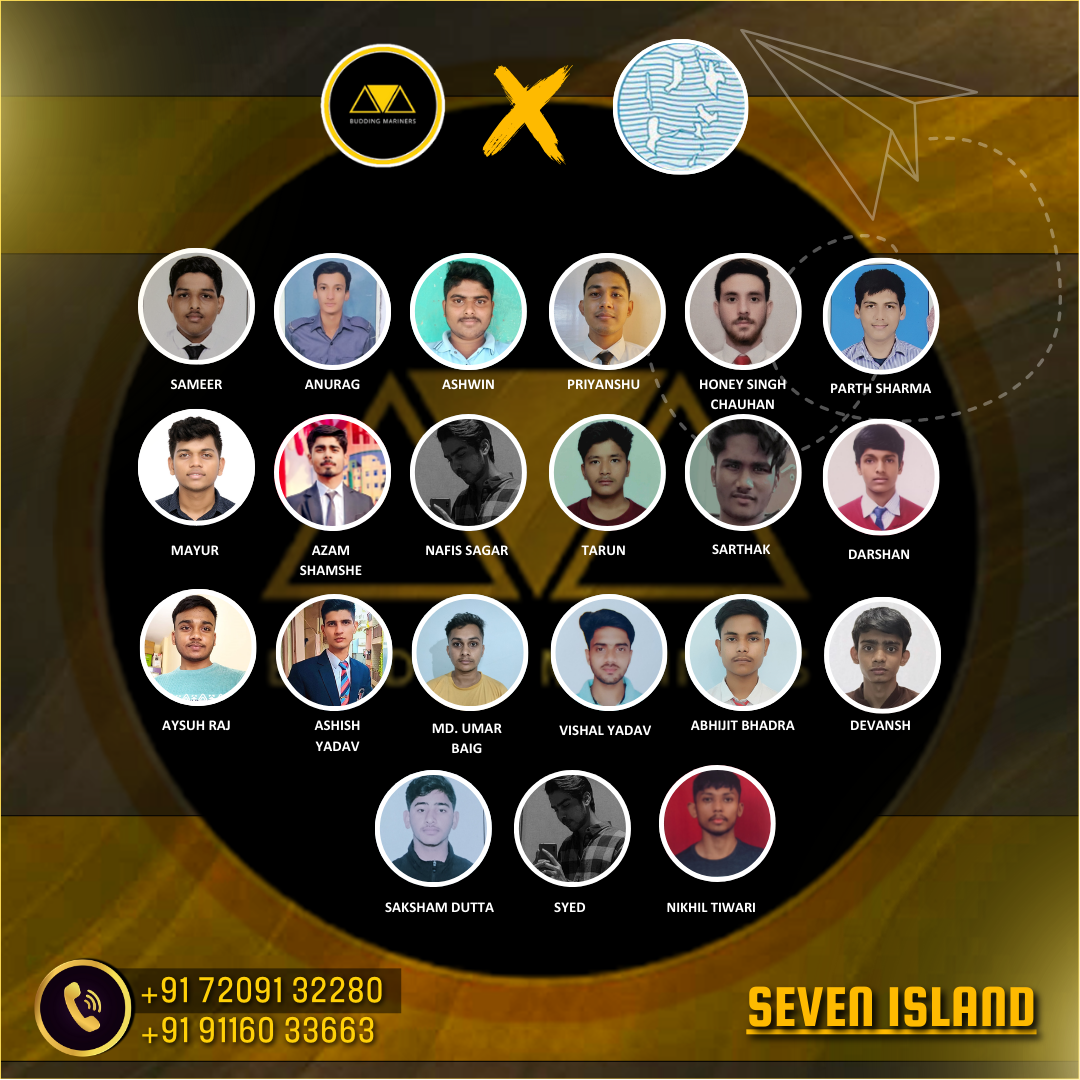 BUDDING MARINERS
X
SAMEER
ANURAG
ASHWIN
PRIYANSHU
HONEY SINGH
CHAUHAN
PARTH SHARMA
MAYUR
AZAM
SHAMSHE
NAFIS SAGAR
TARUN
SARTHAK
DARSHAN
AYSUH RAJ
ASHISH
YADAV
MD. UMAR
BAIG
VISHAL YADAV
ABHIJIT BHADRA
DEVANSH
SAKSHAM DUTTA
SYED
NIKHIL TIWARI
+91 72091 32280
+91 91160 33663
SEVEN ISLAND